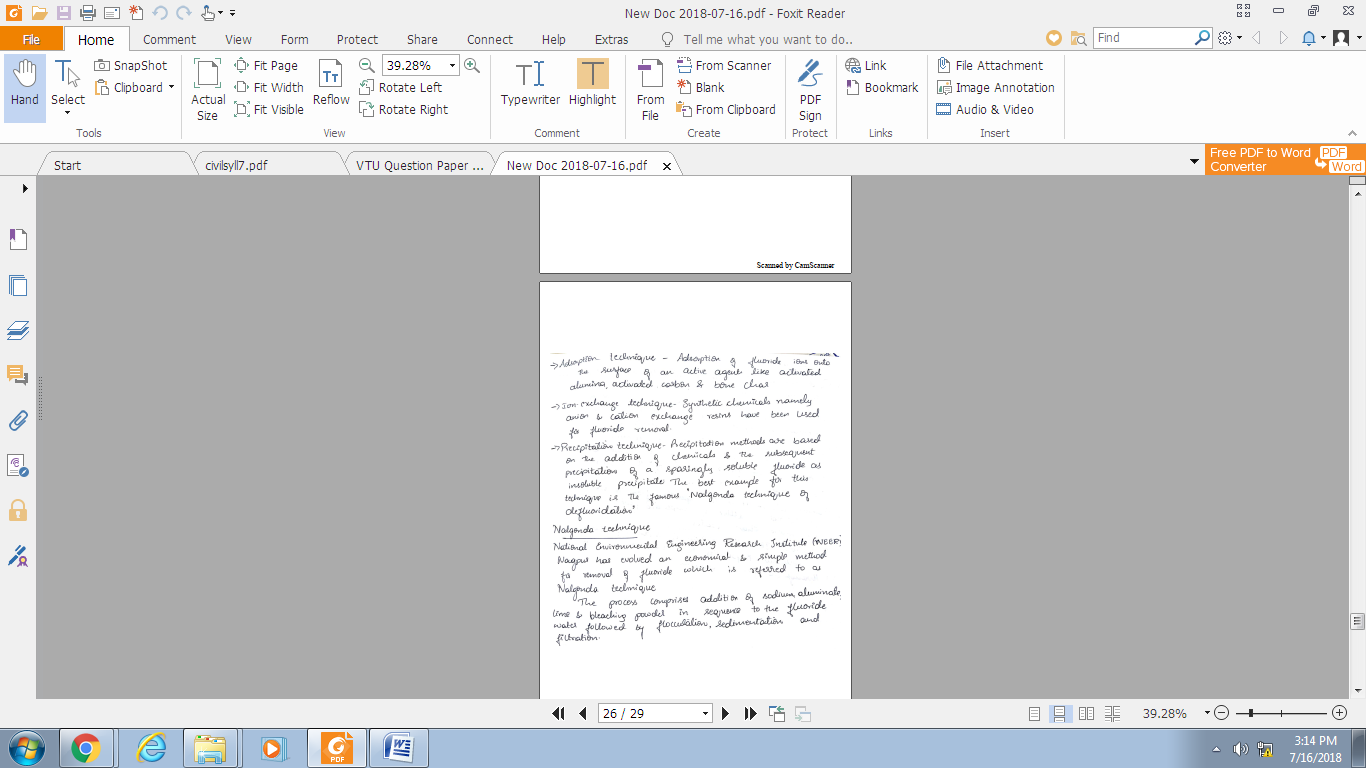 New Doc 2018-07-16.pdf - Foxit Reader
File Home Comment View Form Protect Share Connect Help Extras Tell me what you want to do.. Find
Hand
Select
SnapShot
Clipboard
Tools
Actual Size
Fit Page
Fit Width
Fit Visible
Reflow
39.28%
Rotate Left
Rotate Right
View
Typewriter
Highlight
Comment
From File
From Scanner
Blank
From Clipboard
Create
PDF Sign
Protect
Link
Bookmark
Links
File Attachment
Image Annotation
Audio & Video
Insert
Start civilsyll7.pdf VTU Question Paper ... New Doc 2018-07-16.pdf
Free PDF to Word
Converter
PDF
Word
Scanned by CamScanner
→ Adsorption technique - Adsorption of fluoride ions onto
the surface of an active agent like activated
alumina, activated carbon & bone char
→ Ion-exchange technique - Synthetic chemicals namely
anion & cation exchange resins have been used
for fluoride removal.
→ Precipitation technique - Precipitation methods are based
on the addition of chemicals & the subsequent
precipitation of a sparingly soluble fluoride as
insoluble precipitate The best example for this
technique is the famous "Nalgonda technique of
defluoridation"
Nalgonda technique
National Environmental Engineering Research Institute (NEERI)
Nagpur has evolved an economical & simple method
for removal of fluoride which is referred to as
Nalgonda technique
The process comprises addition of sodium aluminate,
lime & bleaching powder in sequence to the fluoride
water followed by flocculation, sedimentation and
filtration.
26 / 29
39.28%
PDF
3:14 PM
7/16/2018